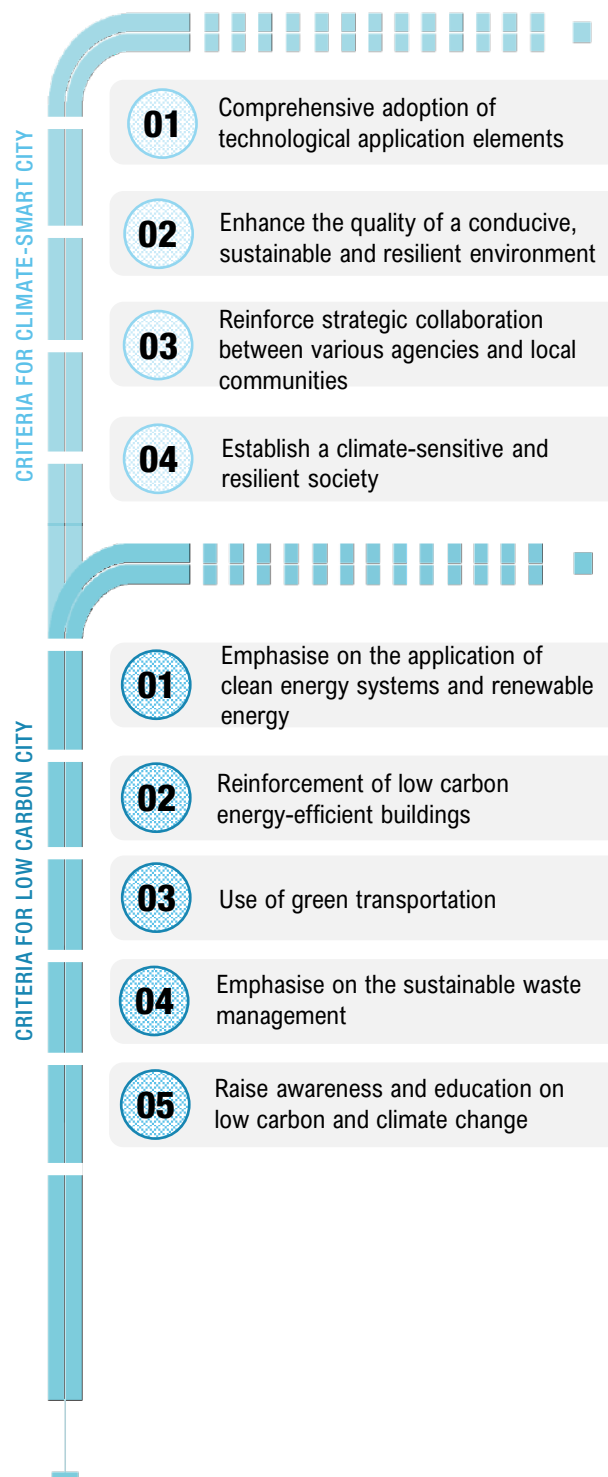 CRITERIA FOR CLIMATE-SMART CITY
01
Comprehensive adoption of
technological application elements
02
Enhance the quality of a conducive,
sustainable and resilient environment
03
Reinforce strategic collaboration
between various agencies and local
communities
04
Establish a climate-sensitive and
resilient society
CRITERIA FOR LOW CARBON CITY
01
Emphasise on the application of
clean energy systems and renewable
energy
02
Reinforcement of low carbon
energy-efficient buildings
03
Use of green transportation
04
Emphasise on the sustainable waste
management
05
Raise awareness and education on
low carbon and climate change